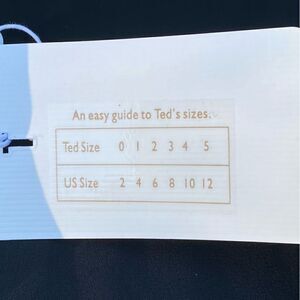 An easy guide to Ted's sizes.
Ted Size 0 1 2 3 4 5
US Size 2 4 6 8 10 12